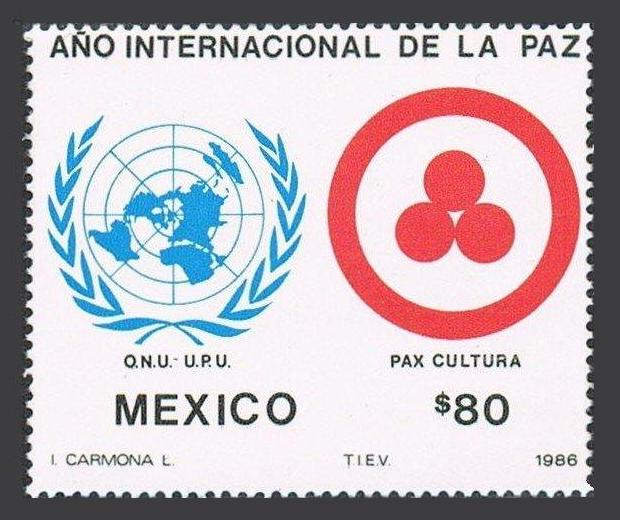 AÑO INTERNACIONAL DE LA PAZ
O.N.U.- U.P.U.
PAX CULTURA
MEXICO
$80
I. CARMONA L.
T.I.E.V.
1986